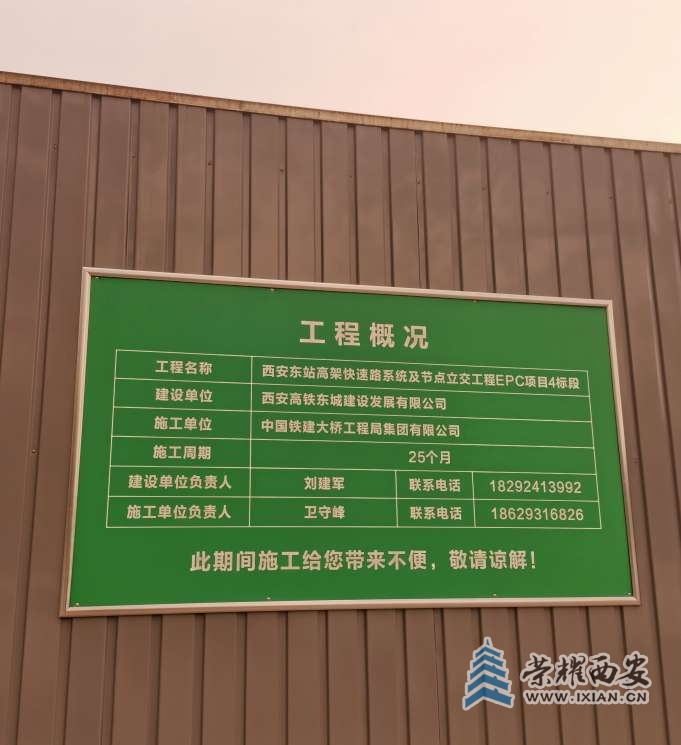 工程概况
工程名称 西安东站高架快速路系统及节点立交工程EPC项目4标段
建设单位 西安高铁东城建设发展有限公司
施工单位 中国铁建大桥工程局集团有限公司
施工周期 25个月
建设单位负责人 刘建军 联系电话 18292413992
施工单位负责人 卫守峰 联系电话 18629316826
此期间施工给您带来不便，敬请谅解！
荣耀西安
WWW.IXIAN.CN